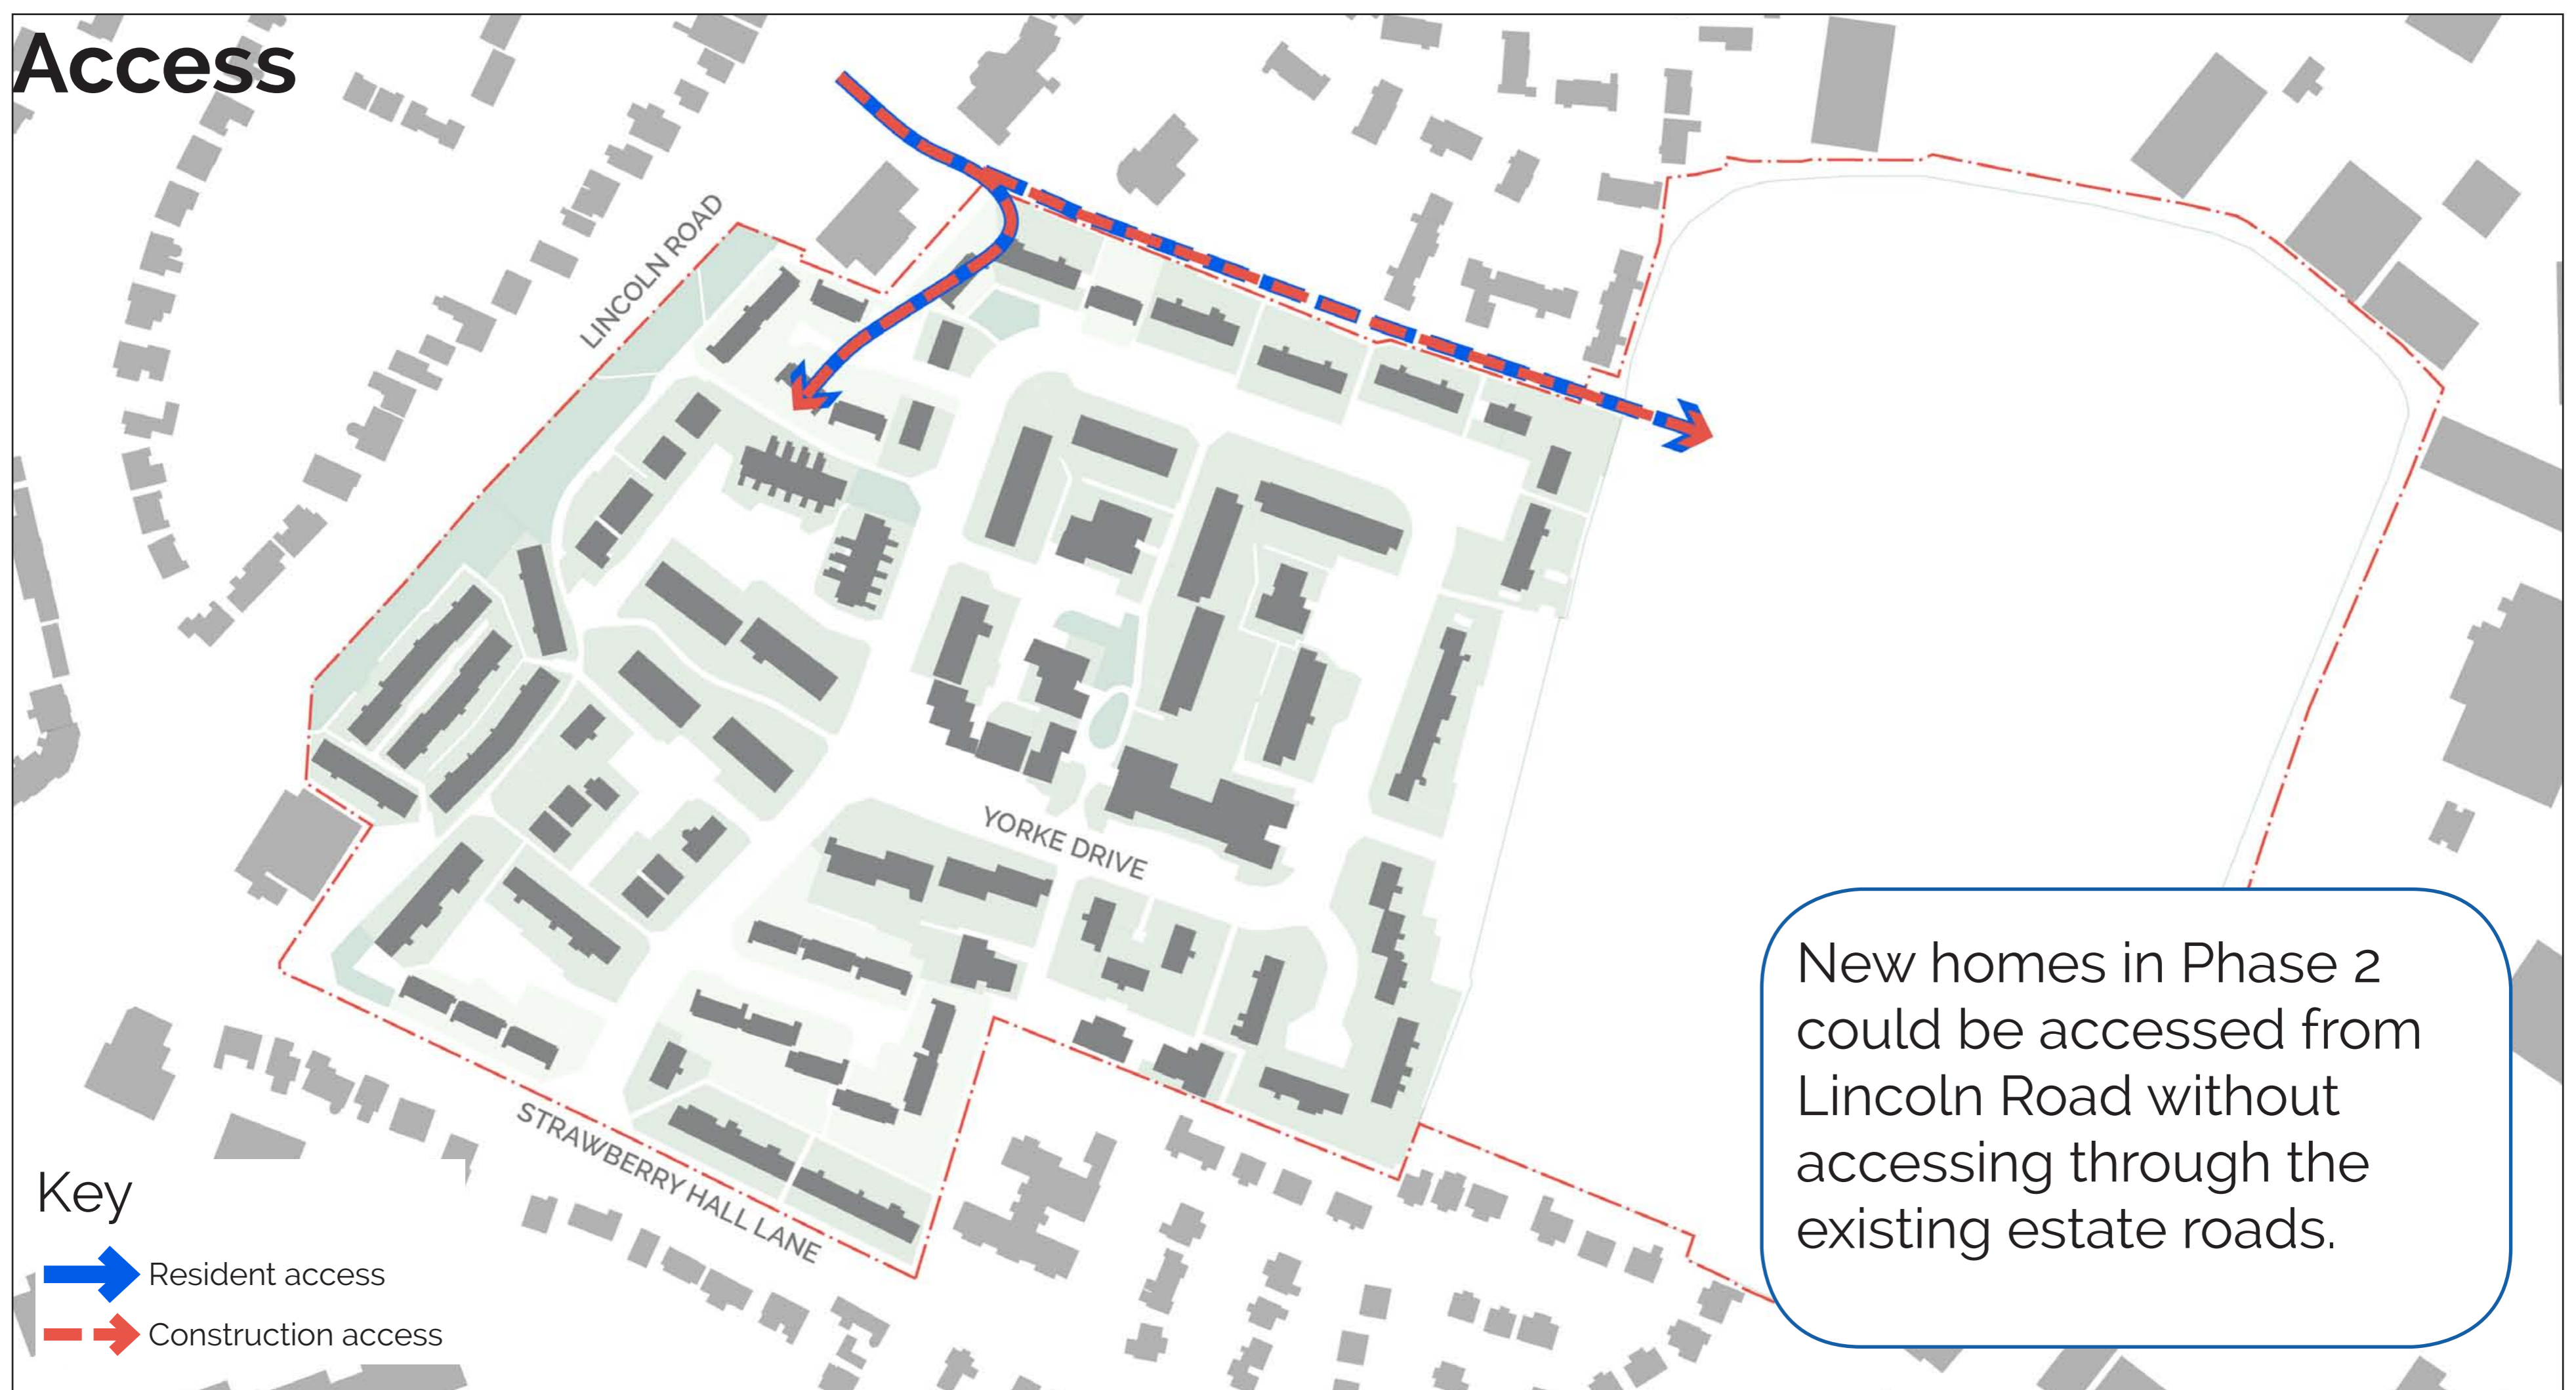 Access
LINCOLN ROAD
YORKE DRIVE
STRAWBERRY HALL LANE
New homes in Phase 2
could be accessed from
Lincoln Road without
accessing through the
existing estate roads.
Key
Resident access
Construction access